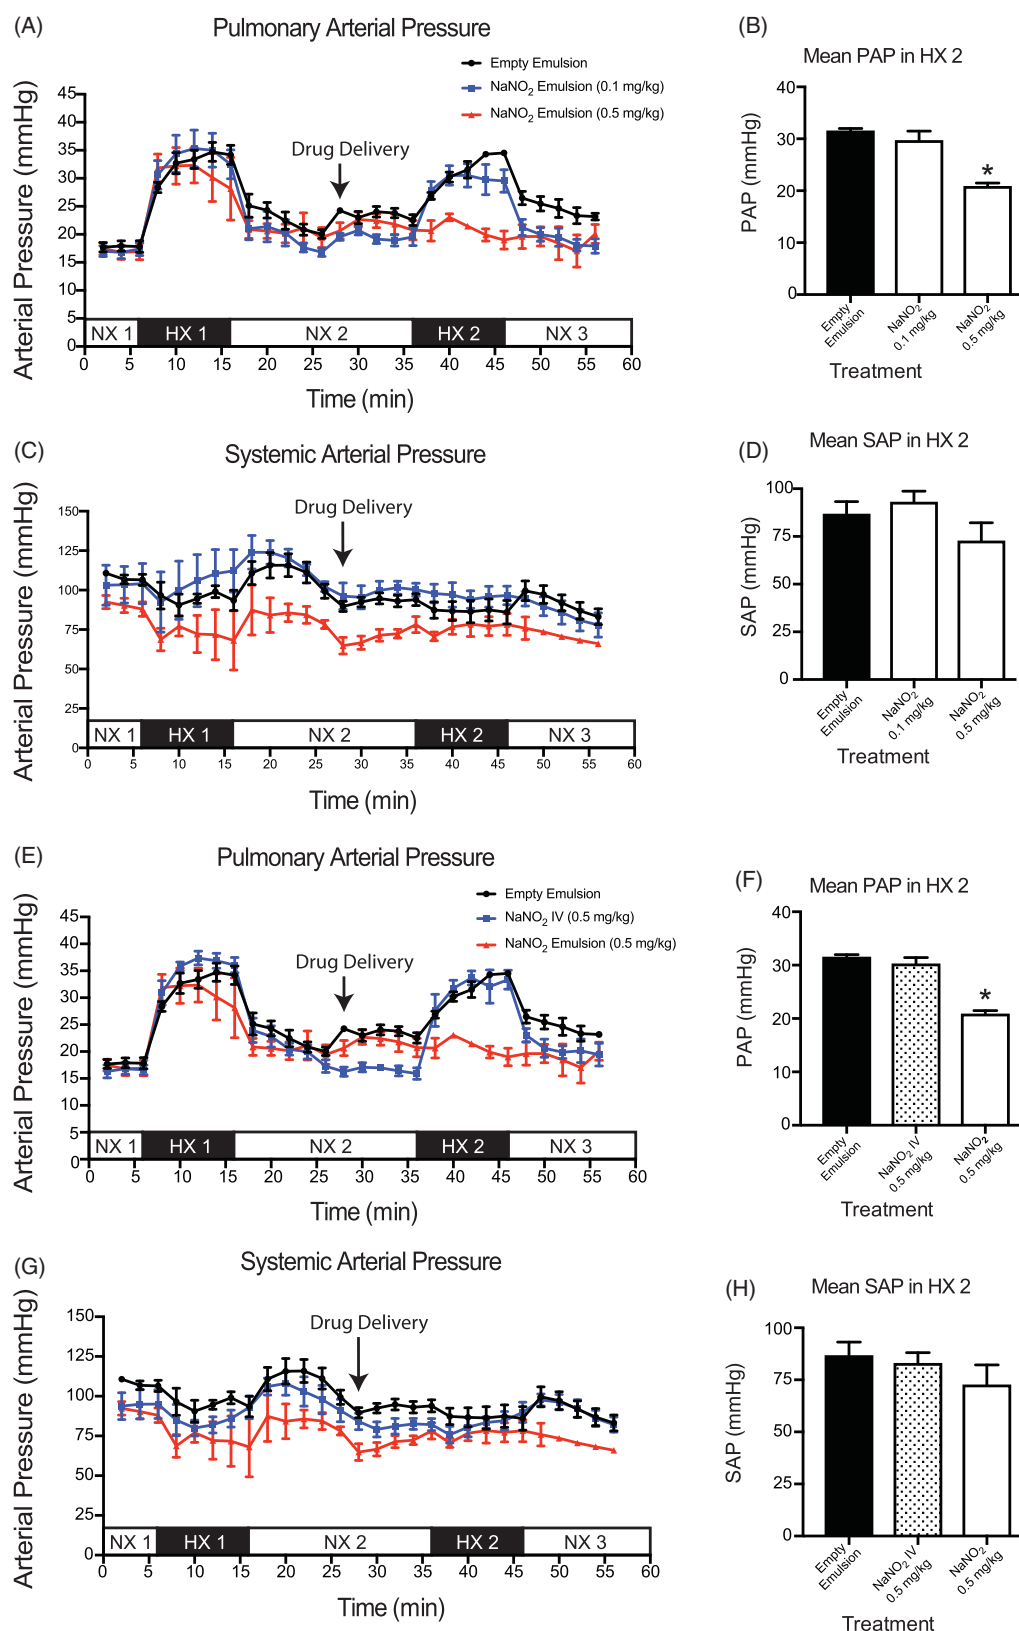 (A)
Pulmonary Arterial Pressure
Empty Emulsion
NaNO2 Emulsion (0.1 mg/kg)
NaNO2 Emulsion (0.5 mg/kg)
Drug Delivery
Arterial Pressure (mmHg)
45
40
35
30
25
20
15
10
5
0
NX 1 HX 1 NX 2 HX 2 NX 3
0 5 10 15 20 25 30 35 40 45 50 55 60
Time (min)
(B)
Mean PAP in HX 2
PAP (mmHg)
40
30
20
10
0
*
Empty
Emulsion
NaNO2
0.1 mg/kg
NaNO2
0.5 mg/kg
Treatment
(C)
Systemic Arterial Pressure
Drug Delivery
Arterial Pressure (mmHg)
150
125
100
75
50
25
0
NX 1 HX 1 NX 2 HX 2 NX 3
0 5 10 15 20 25 30 35 40 45 50 55 60
Time (min)
(D)
Mean SAP in HX 2
SAP (mmHg)
100
75
50
25
0
Empty
Emulsion
NaNO2
0.1 mg/kg
NaNO2
0.5 mg/kg
Treatment
(E)
Pulmonary Arterial Pressure
Empty Emulsion
NaNO2 IV (0.5 mg/kg)
NaNO2 Emulsion (0.5 mg/kg)
Drug Delivery
Arterial Pressure (mmHg)
45
40
35
30
25
20
15
10
5
0
NX 1 HX 1 NX 2 HX 2 NX 3
0 5 10 15 20 25 30 35 40 45 50 55 60
Time (min)
(F)
Mean PAP in HX 2
PAP (mmHg)
40
30
20
10
0
*
Empty
Emulsion
NaNO2 IV
0.5 mg/kg
NaNO2
0.5 mg/kg
Treatment
(G)
Systemic Arterial Pressure
Drug Delivery
Arterial Pressure (mmHg)
150
125
100
75
50
25
0
NX 1 HX 1 NX 2 HX 2 NX 3
0 5 10 15 20 25 30 35 40 45 50 55 60
Time (min)
(H)
Mean SAP in HX 2
SAP (mmHg)
100
75
50
25
0
Empty
Emulsion
NaNO2 IV
0.5 mg/kg
NaNO2
0.5 mg/kg
Treatment